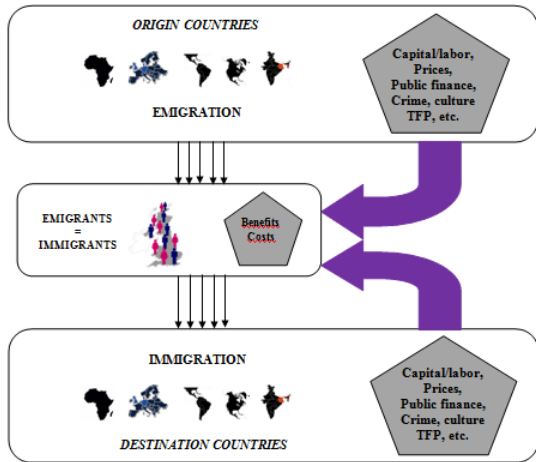 ORIGIN COUNTRIES
EMIGRATION
Capital/labor,
Prices,
Public finance,
Crime, culture
TFP, etc.
EMIGRANTS
=
IMMIGRANTS
Benefits
Costs
IMMIGRATION
DESTINATION COUNTRIES
Capital/labor,
Prices,
Public finance,
Crime, culture
TFP, etc.